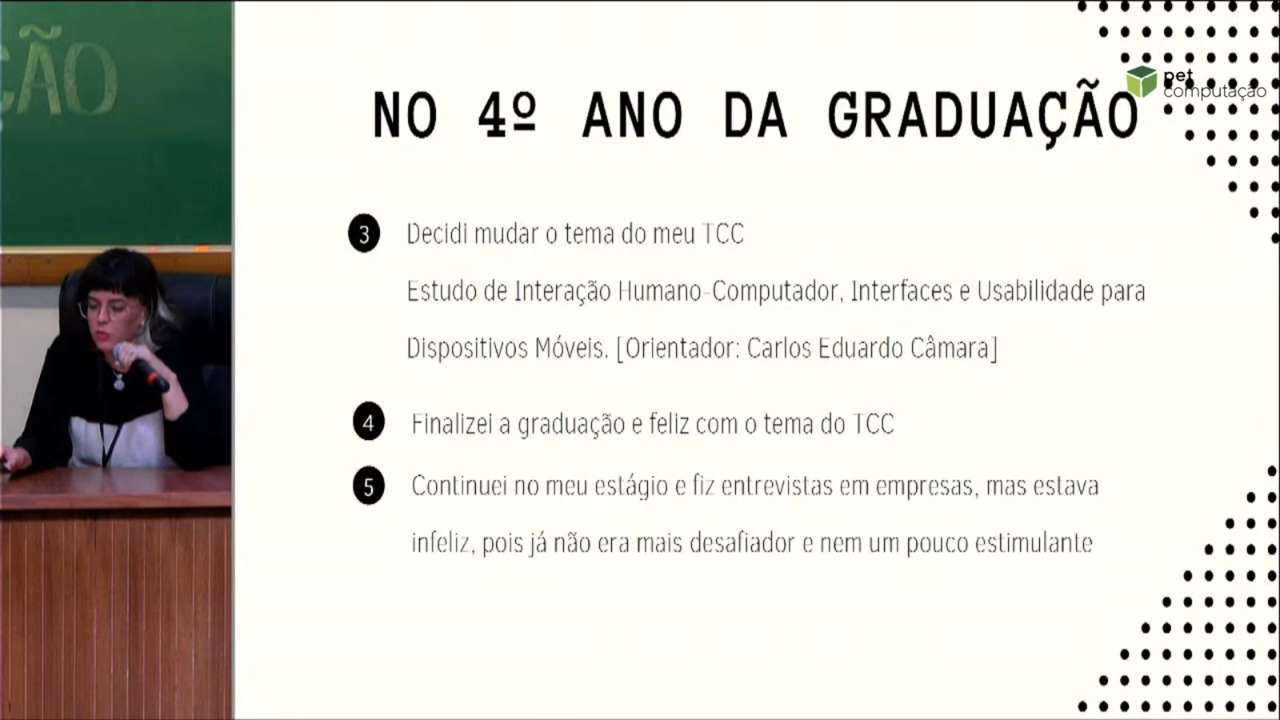 ÇÃO
pet
computação
NO 4º ANO DA GRADUAÇÃO
3
Decidi mudar o tema do meu TCC
Estudo de Interação Humano-Computador, Interfaces e Usabilidade para
Dispositivos Móveis. [Orientador: Carlos Eduardo Câmara]
4
Finalizei a graduação e feliz com o tema do TCC
5
Continuei no meu estágio e fiz entrevistas em empresas, mas estava
infeliz, pois já não era mais desafiador e nem um pouco estimulante